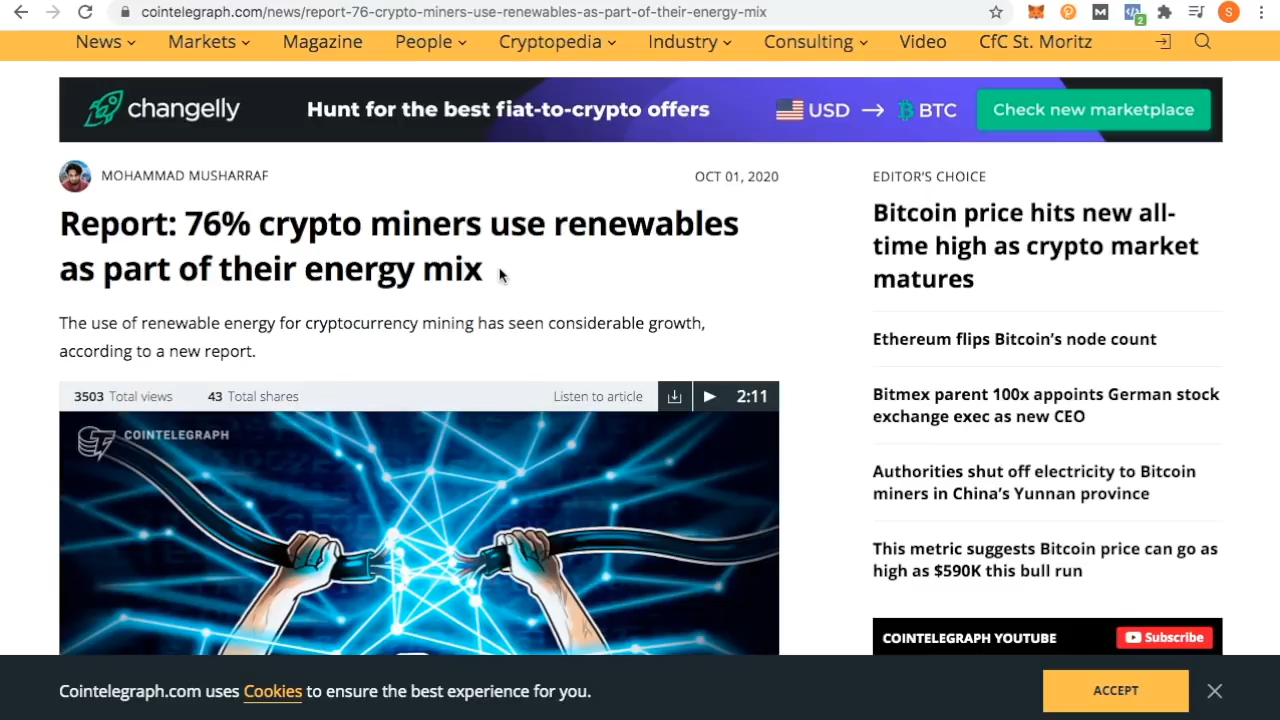 cointelegraph.com/news/report-76-crypto-miners-use-renewables-as-part-of-their-energy-mix
S
2
News Markets Magazine People Cryptopedia Industry Consulting Video CfC St. Moritz
changelly Hunt for the best fiat-to-crypto offers USD → BTC Check new marketplace
MOHAMMAD MUSHARRAF OCT 01, 2020
Report: 76% crypto miners use renewables
as part of their energy mix
The use of renewable energy for cryptocurrency mining has seen considerable growth,
according to a new report.
3503 Total views 43 Total shares Listen to article 2:11
COINTELEGRAPH
EDITOR'S CHOICE
Bitcoin price hits new all-
time high as crypto market
matures
Ethereum flips Bitcoin's node count
Bitmex parent 100x appoints German stock
exchange exec as new CEO
Authorities shut off electricity to Bitcoin
miners in China's Yunnan province
This metric suggests Bitcoin price can go as
high as $590K this bull run
COINTELEGRAPH YOUTUBE Subscribe
Cointelegraph.com uses Cookies to ensure the best experience for you. ACCEPT